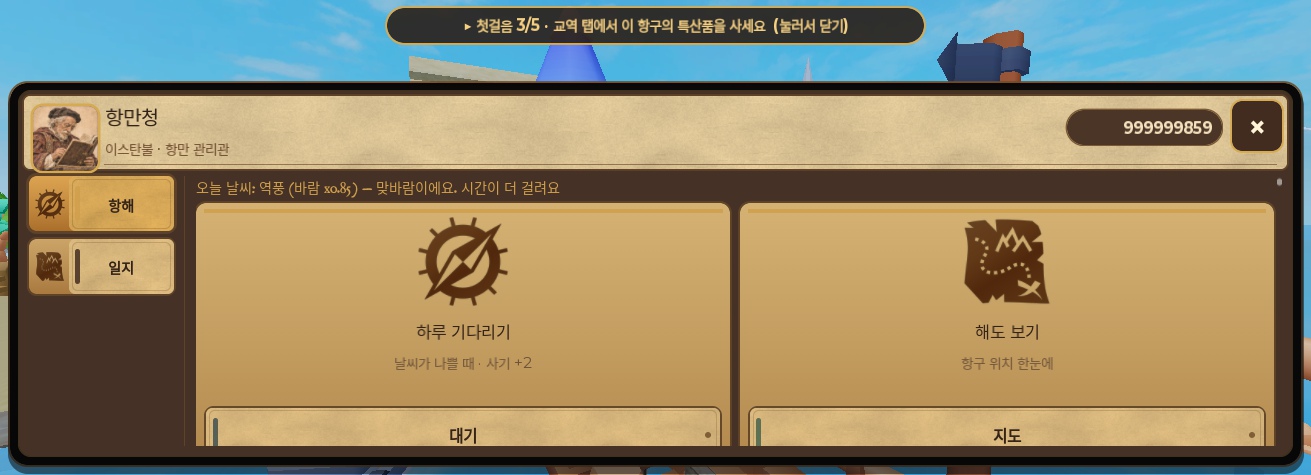 ▸ 첫걸음 3/5 · 교역 탭에서 이 항구의 특산품을 사세요 (눌러서 닫기)
항만청
이스탄불 · 항만 관리관
999999859
×
항해
일지
오늘 날씨: 역풍 (바람 x0.85) — 맞바람이에요. 시간이 더 걸려요
하루 기다리기
날씨가 나쁠 때 · 사기 +2
대기
해도 보기
항구 위치 한눈에
지도